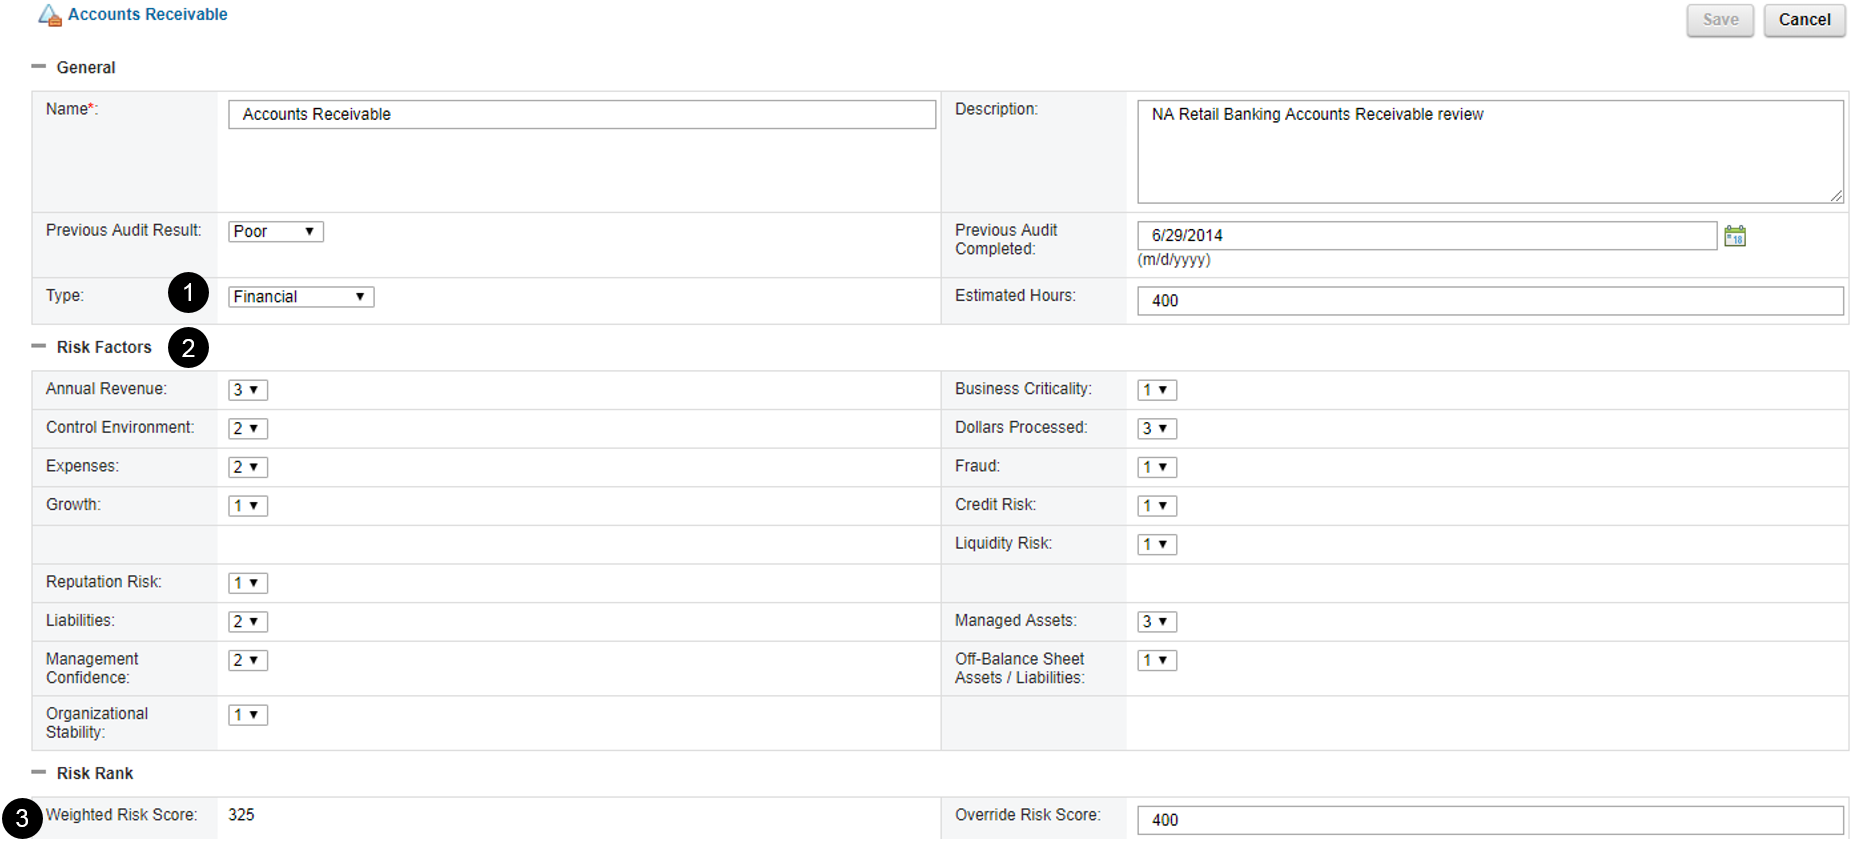 Accounts Receivable
Save Cancel
General
Name*: Accounts Receivable Description: NA Retail Banking Accounts Receivable review
Previous Audit Result: Poor Previous Audit
Completed: 6/29/2014 18
(m/d/yyyy)
Type: 1 Financial Estimated Hours: 400
Risk Factors 2
Annual Revenue: 3 Business Criticality: 1
Control Environment: 2 Dollars Processed: 3
Expenses: 2 Fraud: 1
Growth: 1 Credit Risk: 1
Liquidity Risk: 1
Reputation Risk: 1
Liabilities: 2 Managed Assets: 3
Management
Confidence: 2 Off-Balance Sheet
Assets / Liabilities: 1
Organizational
Stability: 1
Risk Rank
3 Weighted Risk Score: 325 Override Risk Score: 400